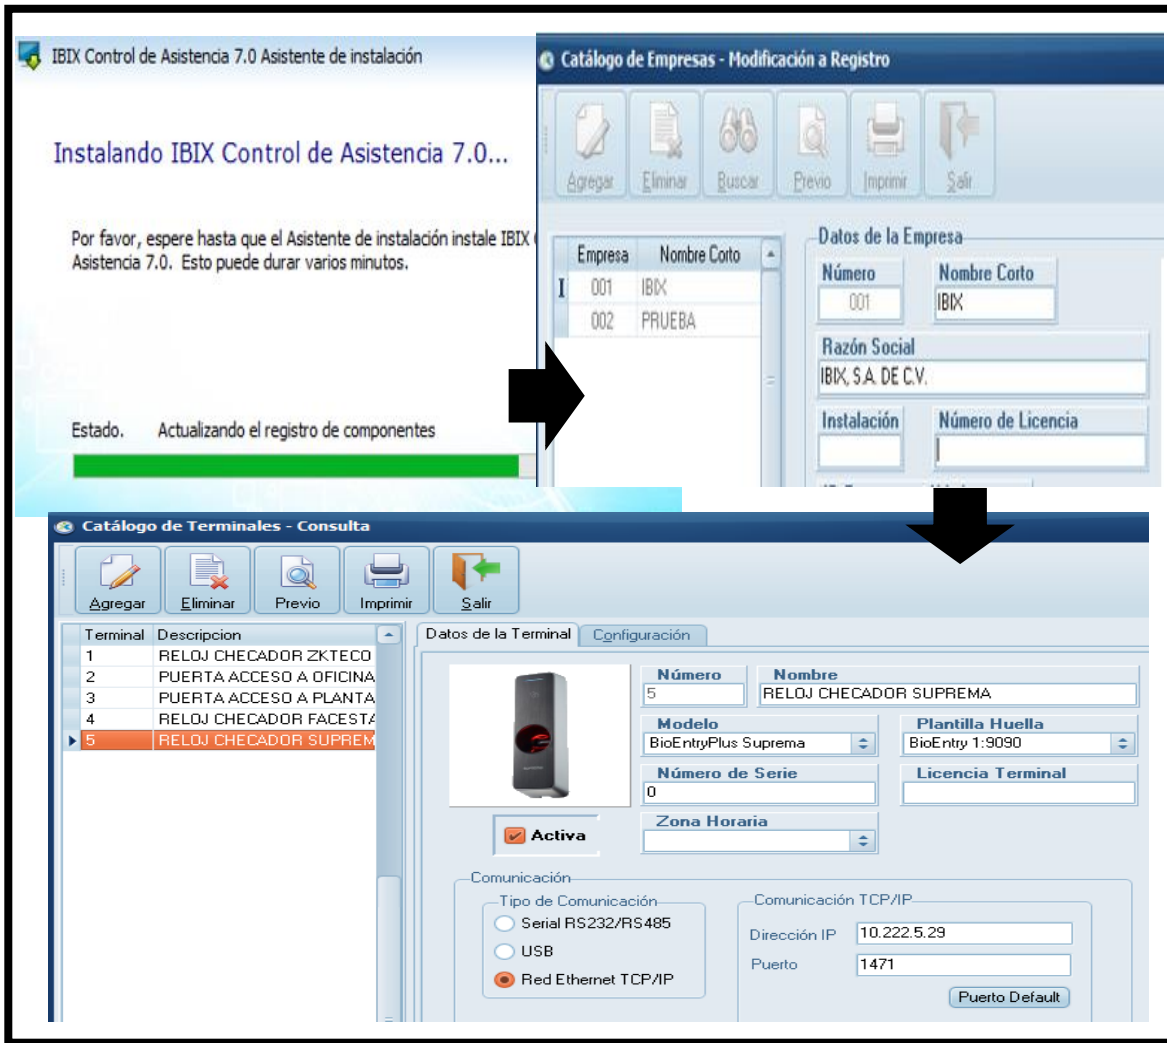 IBIX Control de Asistencia 7.0 Asistente de instalación
Instalando IBIX Control de Asistencia 7.0...
Por favor, espere hasta que el Asistente de instalación instale IBIX
Asistencia 7.0. Esto puede durar varios minutos.
Estado. Actualizando el registro de componentes
Catálogo de Empresas - Modificación a Registro
Agregar Eliminar Buscar Previo Imprimir Salir
Empresa Nombre Corto
001 IBIX
002 PRUEBA
Datos de la Empresa
Número Nombre Corto
001 IBIX
Razón Social
IBIX, S.A. DE C.V.
Instalación Número de Licencia
Catálogo de Terminales - Consulta
Agregar Eliminar Previo Imprimir Salir
Terminal Descripcion
1 RELOJ CHECADOR ZKTECO
2 PUERTA ACCESO A OFICINA
3 PUERTA ACCESO A PLANTA
4 RELOJ CHECADOR FACESTA
5 RELOJ CHECADOR SUPREM
Datos de la Terminal Configuración
Número Nombre
5 RELOJ CHECADOR SUPREMA
Modelo Plantilla Huella
BioEntryPlus Suprema BioEntry 1:9090
Número de Serie Licencia Terminal
0
Activa
Zona Horaria
Comunicación
Tipo de Comunicación
Serial RS232/RS485
USB
Red Ethernet TCP/IP
Comunicación TCP/IP
Dirección IP 10.222.5.29
Puerto 1471
Puerto Default